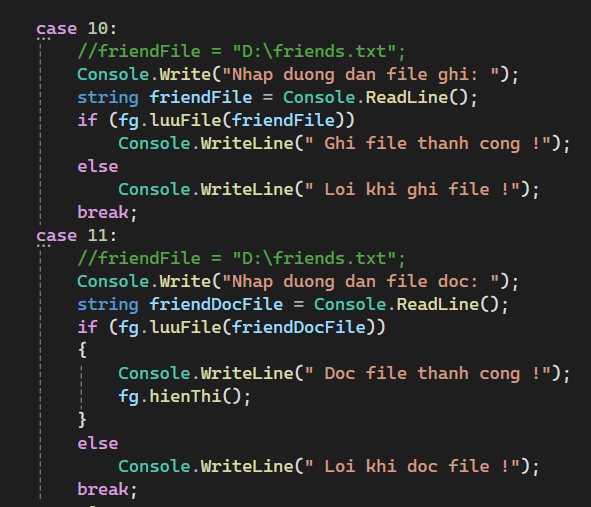 case 10:
//friendFile = "D:\friends.txt";
Console.Write("Nhap duong dan file ghi: ");
string friendFile = Console.ReadLine();
if (fg.luuFile(friendFile))
Console.WriteLine(" Ghi file thanh cong !");
else
Console.WriteLine(" Loi khi ghi file !");
break;
case 11:
//friendFile = "D:\friends.txt";
Console.Write("Nhap duong dan file doc: ");
string friendDocFile = Console.ReadLine();
if (fg.luuFile(friendDocFile))
{
Console.WriteLine(" Doc file thanh cong !");
fg.hienThi();
}
else
Console.WriteLine(" Loi khi doc file !");
break;